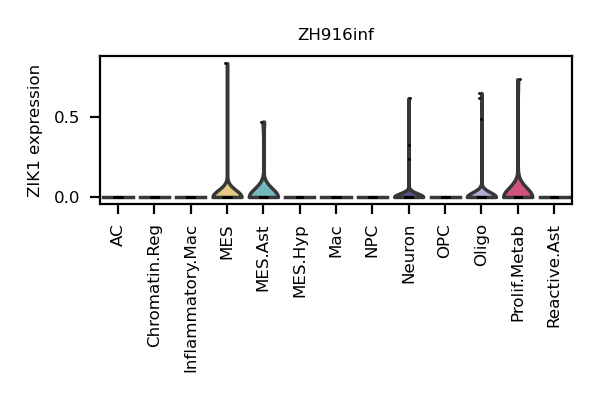 ZH916inf
ZIK1 expression
0.5
0.0
AC
Chromatin.Reg
Inflammatory.Mac
MES
MES.Ast
MES.Hyp
Mac
NPC
Neuron
OPC
Oligo
Prolif.Metab
Reactive.Ast